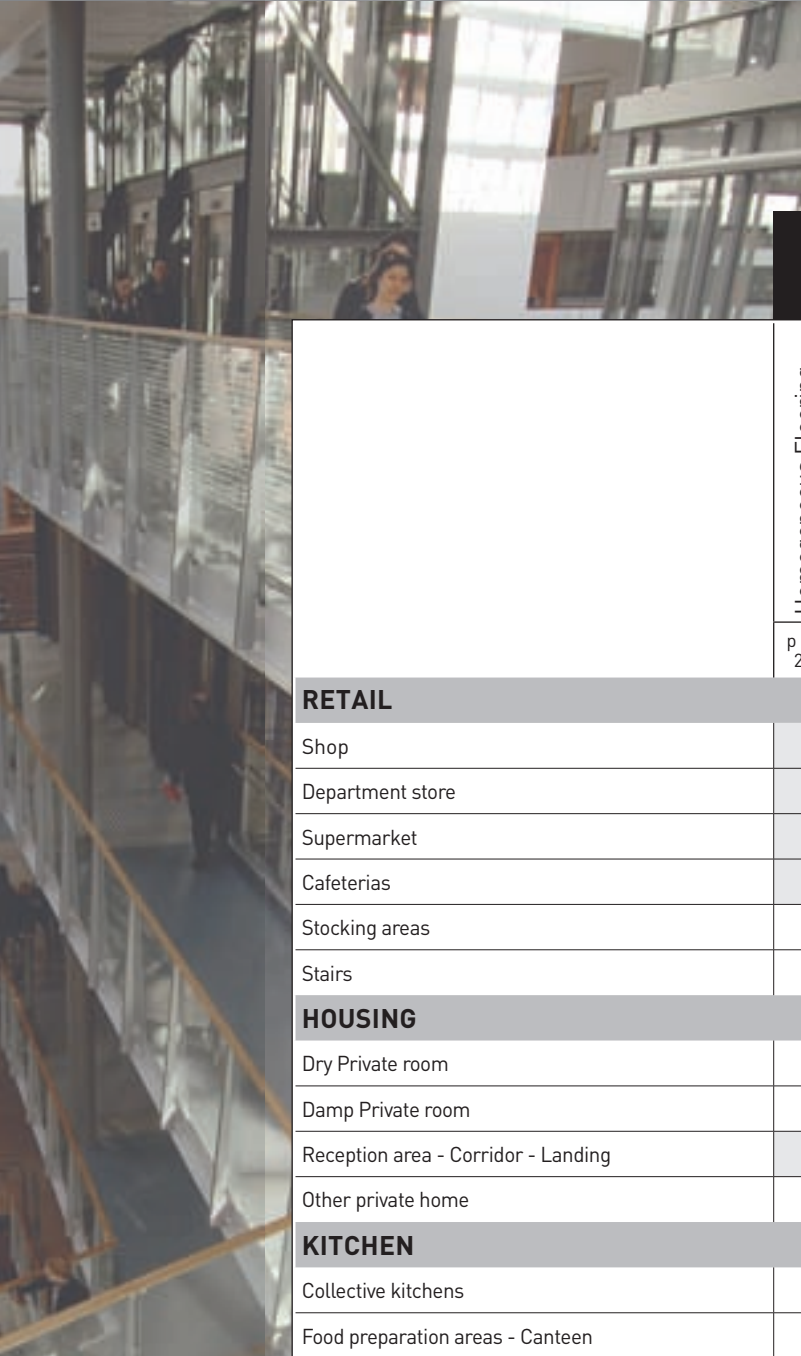 p
2
RETAIL
Shop
Department store
Supermarket
Cafeterias
Stocking areas
Stairs
HOUSING
Dry Private room
Damp Private room
Reception area - Corridor - Landing
Other private home
KITCHEN
Collective kitchens
Food preparation areas - Canteen